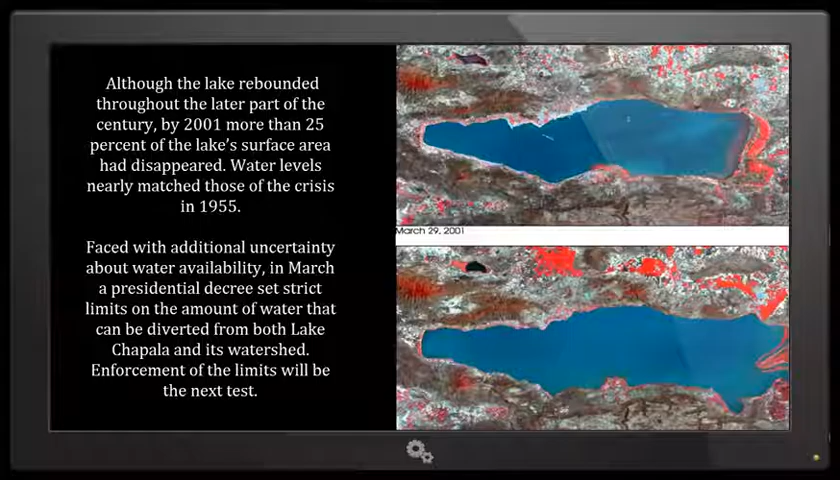 Although the lake rebounded
throughout the later part of the
century, by 2001 more than 25
percent of the lake's surface area
had disappeared. Water levels
nearly matched those of the crisis
in 1955.
Faced with additional uncertainty
about water availability, in March
a presidential decree set strict
limits on the amount of water that
can be diverted from both Lake
Chapala and its watershed.
Enforcement of the limits will be
the next test.
March 29, 2001